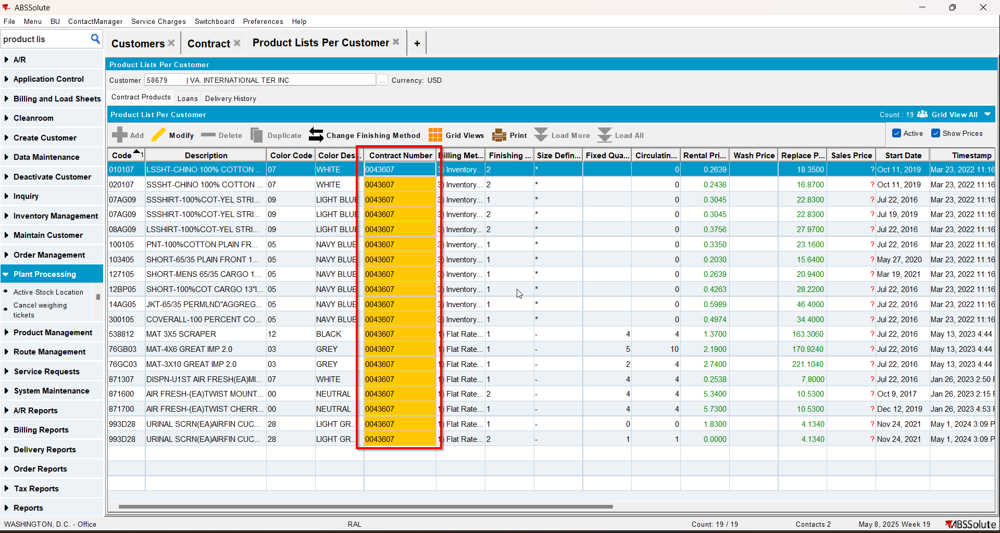 ABSSolute
File Menu BU ContactManager Service Charges Switchboard Preferences Help
product lis
Customers Contract Product Lists Per Customer +
A/R
Application Control
Billing and Load Sheets
Cleanroom
Create Customer
Data Maintenance
Deactivate Customer
Inquiry
Inventory Management
Maintain Customer
Order Management
Plant Processing
Active Stock Location
Cancel weighing
tickets
Product Management
Route Management
Service Requests
System Maintenance
A/R Reports
Billing Reports
Delivery Reports
Order Reports
Tax Reports
Reports
Product Lists Per Customer
Customer 58679 | VA. INTERNATIONAL TER INC ... Currency: USD
Contract Products Loans Delivery History
Product List Per Customer Count : 19 Grid View All
Add Modify Delete Duplicate Change Finishing Method Grid Views Print Load More Load All Active Show Prices
Code 1 Description Color Code Color Des... Contract Number Billing Met... Finishing ... Size Defin... Fixed Qua... Circulatin... Rental Pri... Wash Price Replace P... Sales Price Start Date Timestamp
010107 LSSHT-CHINO 100% COTTON ... 07 WHITE 0043607 3) Inventory... 2 * 0 0.2639 18.3500 ? Oct 11, 2019 Mar 23, 2022 11:16
020107 SSSHT-CHINO 100% COTTON ... 07 WHITE 0043607 3) Inventory... 2 * 0 0.2436 16.8700 ? Oct 11, 2019 Mar 23, 2022 11:16
07AG09 SSSHIRT-100%COT-YEL STRI... 09 LIGHT BLUE 0043607 3) Inventory... 1 * 0 0.3045 22.8300 ? Jul 22, 2016 Mar 23, 2022 11:16
07AG09 SSSHIRT-100%COT-YEL STRI... 09 LIGHT BLUE 0043607 3) Inventory... 2 * 0 0.3045 22.8300 ? Jul 19, 2019 Mar 23, 2022 11:16
08AG09 LSSHIRT-100%COT-YEL STRI... 09 LIGHT BLUE 0043607 3) Inventory... 2 * 0 0.3756 27.9700 ? Jul 22, 2016 Mar 23, 2022 11:16
100105 PNT-100%COTTON PLAIN FR... 05 NAVY BLUE 0043607 3) Inventory... 1 * 0 0.3350 23.1600 ? Jul 22, 2016 Mar 23, 2022 11:16
103405 SHORT-65/35 PLAIN FRONT 1... 05 NAVY BLUE 0043607 3) Inventory... 1 * 0 0.2030 15.6400 ? May 27, 2020 Mar 23, 2022 11:16
127105 SHORT-MENS 65/35 CARGO 1... 05 NAVY BLUE 0043607 3) Inventory... 1 * 0 0.2639 20.9400 ? Mar 19, 2021 Mar 23, 2022 11:16
12BP05 SHORT-100%COT CARGO 13"I... 05 NAVY BLUE 0043607 3) Inventory... 1 * 0 0.4263 28.2200 ? Jul 22, 2016 Mar 23, 2022 11:16
14AG05 JKT-65/35 PERMLND"AGGREG... 05 NAVY BLUE 0043607 3) Inventory... 1 * 0 0.5989 46.4000 ? Jul 22, 2016 Mar 23, 2022 11:16
300105 COVERALL-100 PERCENT CO... 05 NAVY BLUE 0043607 3) Inventory... 1 * 0 0.4974 34.4000 ? Jul 22, 2016 Mar 23, 2022 11:16
538812 MAT 3X5 SCRAPER 12 BLACK 0043607 1) Flat Rate... 1 - 4 4 1.3700 163.3060 ? Jul 22, 2016 May 13, 2023 4:44
76GB03 MAT-4X6 GREAT IMP 2.0 03 GREY 0043607 1) Flat Rate... 1 - 5 10 2.1900 170.9240 ? Jul 22, 2016 May 13, 2023 4:44
76GC03 MAT-3X10 GREAT IMP 2.0 03 GREY 0043607 1) Flat Rate... 1 - 2 4 2.7400 221.1040 ? Jul 22, 2016 May 13, 2023 4:44
871307 DISPN-U1ST AIR FRESH(EA)MI... 07 WHITE 0043607 1) Flat Rate... 1 - 4 4 0.2538 7.8000 ? Jul 22, 2016 Jan 26, 2023 2:50 P
871600 AIR FRESH-(EA)TWIST MOUNT... 00 NEUTRAL 0043607 1) Flat Rate... 2 - 4 4 5.3400 10.5300 ? Oct 9, 2017 Jan 26, 2023 2:15 P
871700 AIR FRESH-(EA)TWIST CHERR... 00 NEUTRAL 0043607 1) Flat Rate... 1 - 4 4 5.7300 10.5300 ? Dec 12, 2019 Jan 26, 2023 4:53 P
993D28 URINAL SCRN(EA)AIRFIN CUC... 28 LIGHT GR... 0043607 1) Flat Rate... 1 - 0 0 1.8300 4.1340 ? Nov 24, 2021 May 1, 2024 3:09 P
993D28 URINAL SCRN(EA)AIRFIN CUC... 28 LIGHT GR... 0043607 1) Flat Rate... 2 - 1 1 0.0000 4.1340 ? Nov 24, 2021 May 1, 2024 3:09 P
WASHINGTON, D.C. - Office RAL Count: 19 / 19 Contacts 2 May 8, 2025 Week 19 ABSSolute